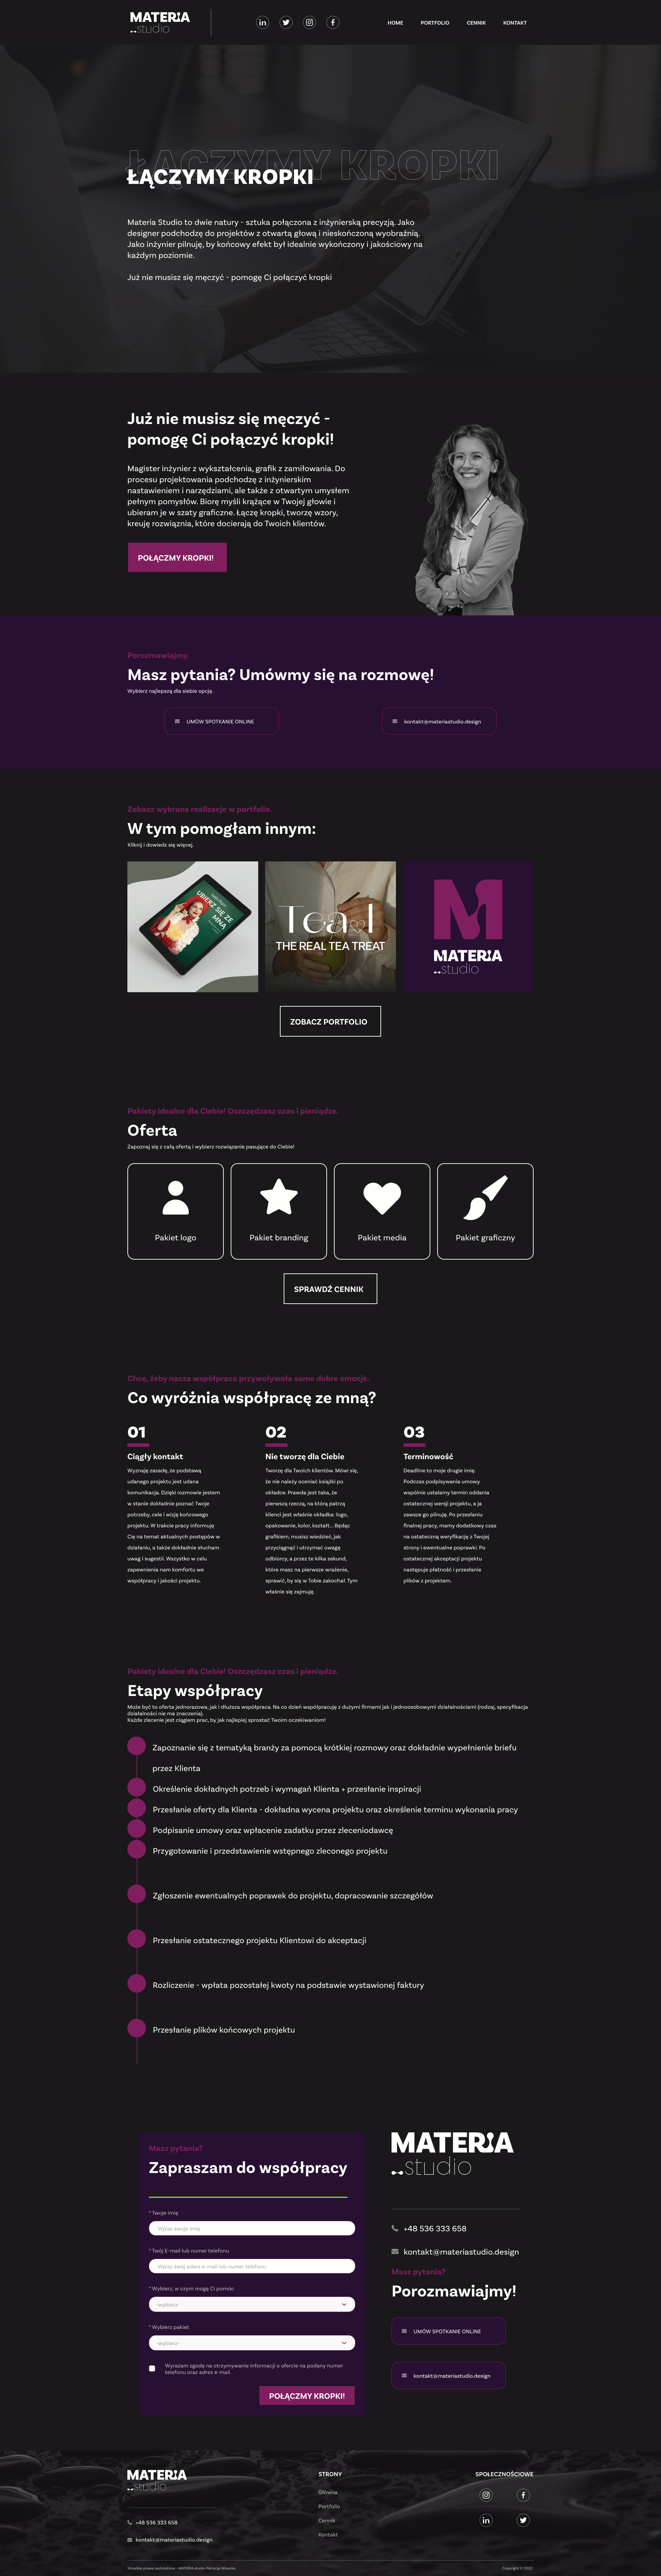 MATERIA
studio
HOME PORTFOLIO CENNIK KONTAKT
ŁĄCZYMY KROPKI
ŁĄCZYMY KROPKI
Materia Studio to dwie natury - sztuka połączona z inżynierską precyzją. Jako
designer podchodzę do projektów z otwartą głową i nieskończoną wyobraźnią.
Jako inżynier pilnuję, by końcowy efekt był idealnie wykończony i jakościowy na
każdym poziomie.
Już nie musisz się męczyć – pomogę Ci połączyć kropki
Już nie musisz się męczyć -
pomogę Ci połączyć kropki!
Magister inżynier z wykształcenia, grafik z zamiłowania. Do
procesu projektowania podchodzę z inżynierskim
nastawieniem i narzędziami, ale także z otwartym umysłem
pełnym pomysłów. Biorę myśli krążące w Twojej głowie i
ubieram je w szaty graficzne. Łączę kropki, tworzę wzory,
kreuję rozwiąznia, które docierają do Twoich klientów.
POŁĄCZMY KROPKI!
Porozmawiajmy.
Masz pytania? Umówmy się na rozmowę!
Wybierz najlepszą dla siebie opcję.
UMÓW SPOTKANIE ONLINE
kontakt@materiastudio.design
Zobacz wybrane realizacje w portfolio.
W tym pomogłam innym:
Kliknij i dowiedz się więcej.
UBIERZ SIĘ ZE
MNĄ
Teal
THE REAL TEA TREAT
MATERIA
studio
ZOBACZ PORTFOLIO
Pakiety idealne dla Ciebie! Oszczędzasz czas i pieniądze.
Oferta
Zapoznaj się z całą ofertą i wybierz rozwiązanie pasujące do Ciebie!
Pakiet logo
Pakiet branding
Pakiet media
Pakiet graficzny
SPRAWDŹ CENNIK
Chcę, żeby nasza współpraca przywoływała same dobre emocje.
Co wyróżnia współpracę ze mną?
01
Ciągły kontakt
Wyznaję zasadę, że podstawą
udanego projektu jest udana
komunikacja. Dzięki rozmowie jestem
w stanie dokładnie poznać Twoje
potrzeby, cele i wizję końcowego
projektu. W trakcie pracy informuję
Cię na temat aktualnych postępów w
działaniu, a także dokładnie słucham
uwag i sugestii. Wszystko w celu
zapewnienia nam komfortu we
współpracy i jakości projektu.
02
Nie tworzę dla Ciebie
Tworzę dla Twoich klientów. Mówi się,
że nie należy oceniać książki po
okładce. Prawda jest taka, że
pierwszą rzeczą, na którą patrzą
klienci jest właśnie okładka: logo,
opakowanie, kolor, kształt... Będąc
grafikiem, musisz wiedzieć, jak
przyciągnąć i utrzymać uwagę
odbiorcy, a przez te kilka sekund,
które masz na pierwsze wrażenie,
sprawić, by się w Tobie zakochał. Tym
właśnie się zajmuję.
03
Terminowość
Deadline to moje drugie imię.
Podczas podpisywania umowy
wspólnie ustalamy termin oddania
ostatecznej wersji projektu, a ja
zawsze go pilnuję. Po przesłaniu
finalnej pracy, mamy dodatkowy czas
na ostateczną weryfikację z Twojej
strony i ewentualne poprawki. Po
ostatecznej akceptacji projektu
następuje płatność i przesłanie
plików z projektem.
Pakiety idealne dla Ciebie! Oszczędzasz czas i pieniądze.
Etapy współpracy
Może być to oferta jednorazowa, jak i dłuższa współpraca. Na co dzień współpracuję z dużymi firmami jak i jednoosobowymi działalnościami (rodzaj, specyfikacja
działalności nie ma znaczenia).
Każde zlecenie jest ciągiem prac, by jak najlepiej sprostać Twoim oczekiwaniom!
Zapoznanie się z tematyką branży za pomocą krótkiej rozmowy oraz dokładnie wypełnienie briefu
przez Klienta
Określenie dokładnych potrzeb i wymagań Klienta + przesłanie inspiracji
Przesłanie oferty dla Klienta - dokładna wycena projektu oraz określenie terminu wykonania pracy
Podpisanie umowy oraz wpłacenie zadatku przez zleceniodawcę
Przygotowanie i przedstawienie wstępnego zleconego projektu
Zgłoszenie ewentualnych poprawek do projektu, dopracowanie szczegółów
Przesłanie ostatecznego projektu Klientowi do akceptacji
Rozliczenie - wpłata pozostałej kwoty na podstawie wystawionej faktury
Przesłanie plików końcowych projektu
Masz pytania?
Zapraszam do współpracy
* Twoje imię
Wpisz swoje imię
* Twój E-mail lub numer telefonu
Wpisz swój aders e-mail lub numer telefonu
* Wybierz, w czym mogę Ci pomóc
-wybierz-
* Wybierz pakiet
-wybierz-
Wyrażam zgodę na otrzymywanie informacji o ofercie na podany numer
telefonu oraz adres e-mail.
POŁĄCZMY KROPKI!
MATERIA
studio
+48 536 333 658
kontakt@materiastudio.design
Masz pytania?
Porozmawiajmy!
UMÓW SPOTKANIE ONLINE
kontakt@materiastudio.design
MATERIA
studio
+48 536 333 658
kontakt@materiastudio.design
STRONY
Główna
Portfolio
Cennik
Kontakt
SPOŁECZNOŚCIOWE
Wszelkie prawa zastrzeżone - MATERIA studio Patrycja
Copyright © 2022